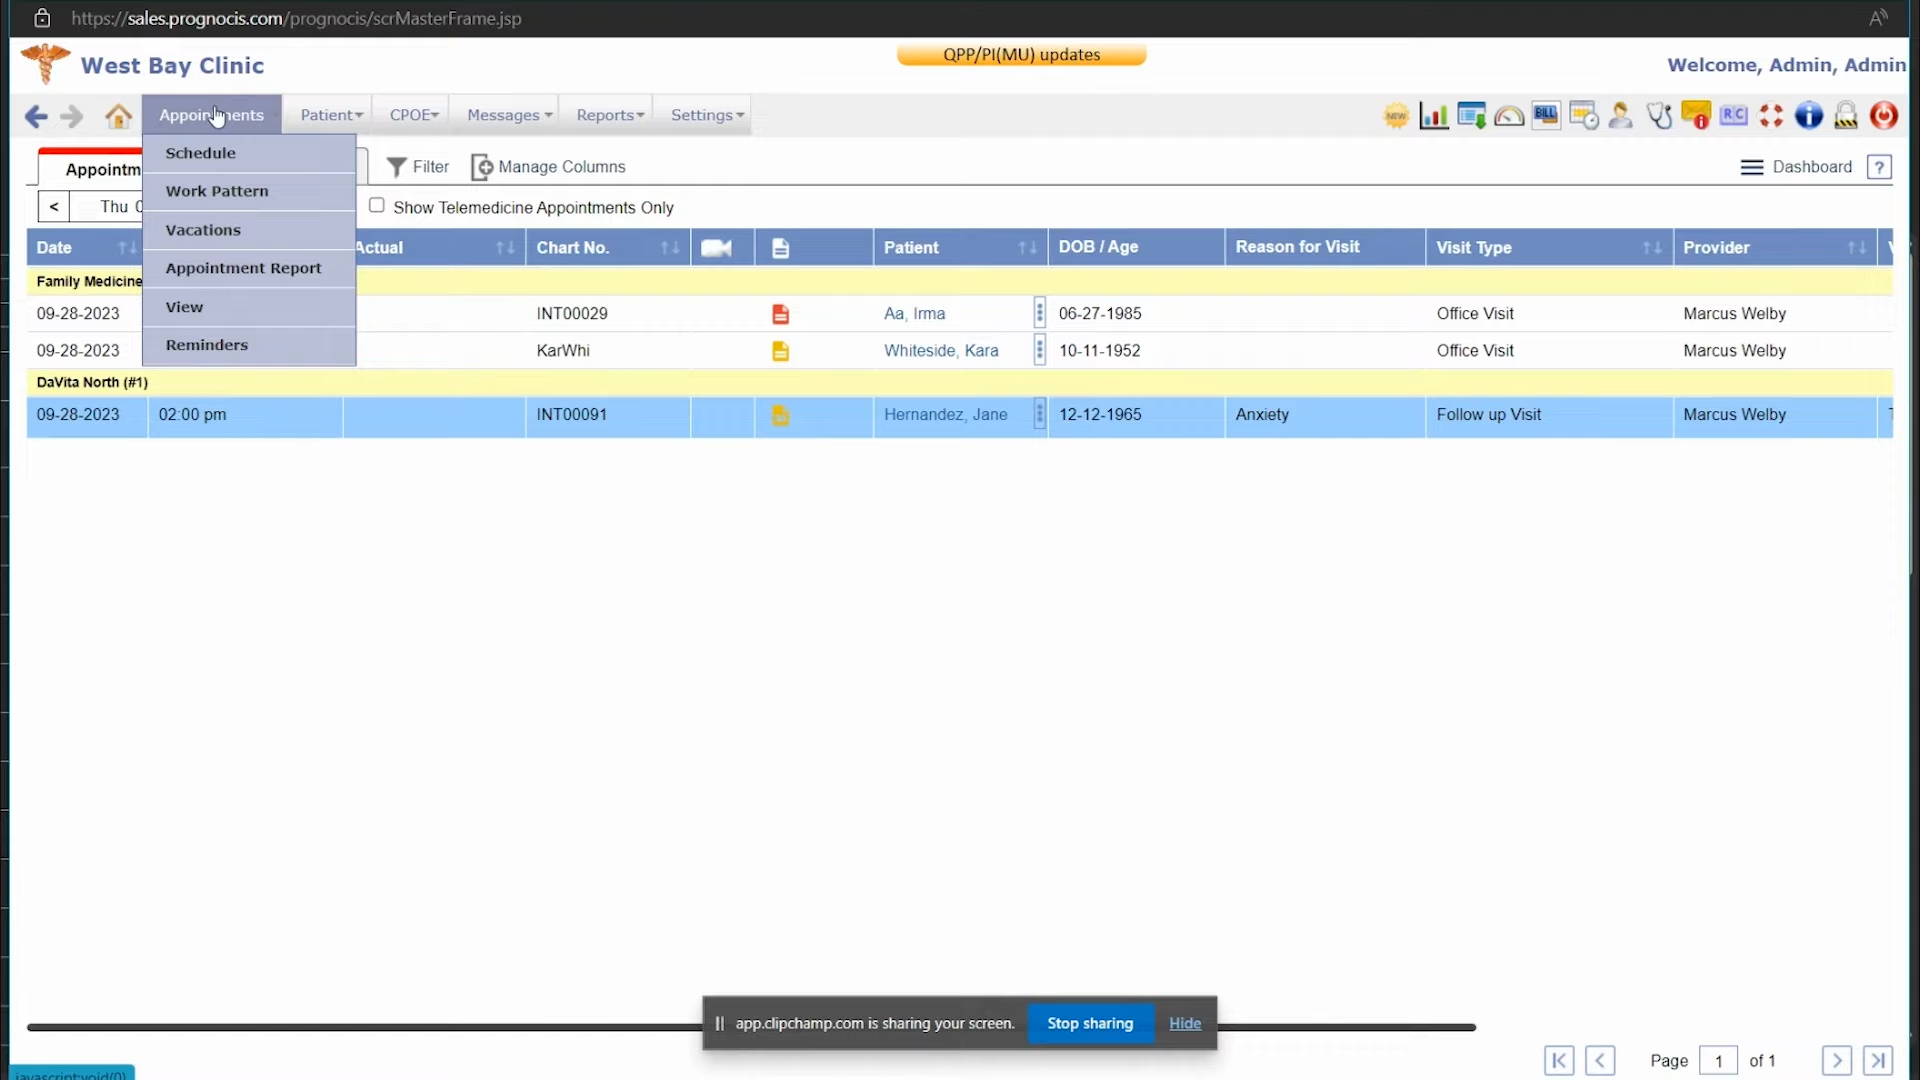 https://sales.prognocis.com/prognocis/scrMasterFrame.jsp
West Bay Clinic
QPP/PI(MU) updates
Welcome, Admin, Admin
Appointments Patient CPOE Messages Reports Settings
NEW BILL RC
Schedule
Work Pattern
Vacations
Appointment Report
View
Reminders
Appointm
Filter Manage Columns Dashboard ?
< Thu Show Telemedicine Appointments Only
Date Actual Chart No. Patient DOB / Age Reason for Visit Visit Type Provider
Family Medicine
09-28-2023 INT00029 Aa, Irma 06-27-1985 Office Visit Marcus Welby
09-28-2023 KarWhi Whiteside, Kara 10-11-1952 Office Visit Marcus Welby
DaVita North (#1)
09-28-2023 02:00 pm INT00091 Hernandez, Jane 12-12-1965 Anxiety Follow up Visit Marcus Welby
app.clipchamp.com is sharing your screen. Stop sharing Hide
Page 1 of 1
javascript:void(0)